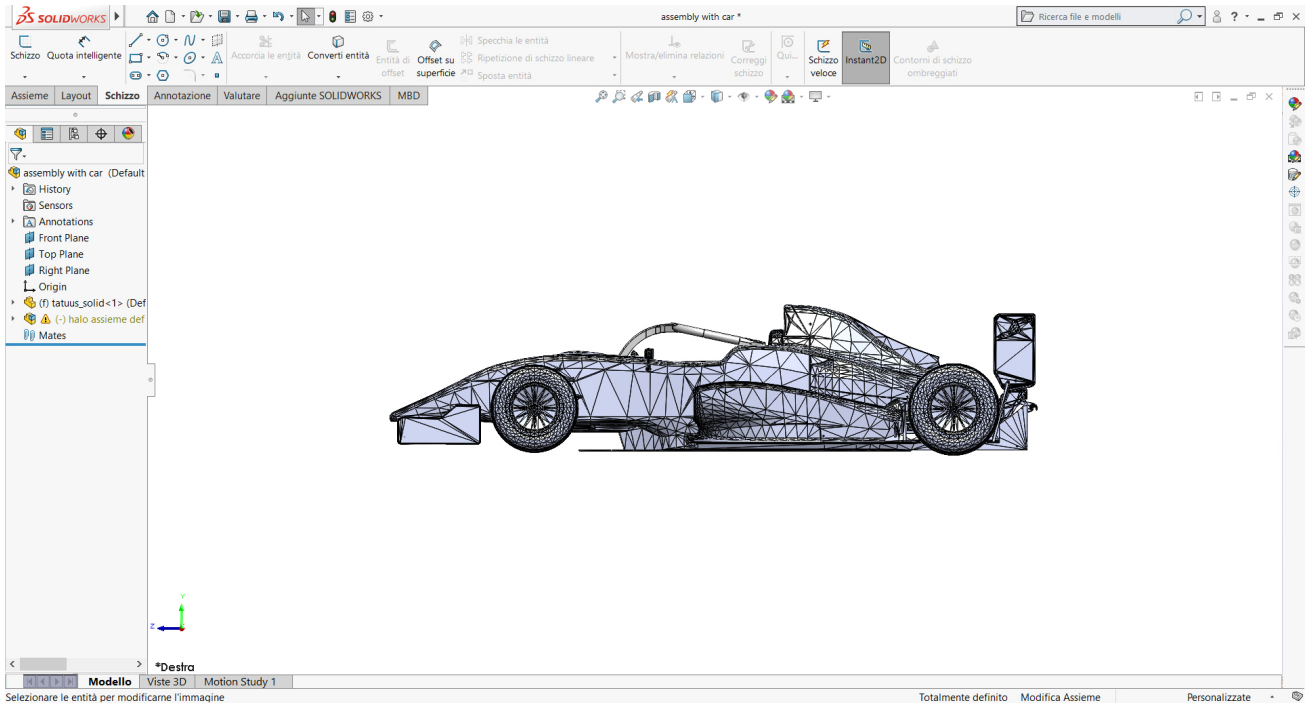 SOLIDWORKS
assembly with car *
Ricerca file e modelli
?
Schizzo
Quota intelligente
Accorcia le entità
Converti entità
Entità di offset
Offset su superficie
Specchia le entità
Ripetizione di schizzo lineare
Sposta entità
Mostra/elimina relazioni
Correggi schizzo
Qui...
Schizzo veloce
Instant2D
Contorni di schizzo ombreggiati
Assieme Layout Schizzo Annotazione Valutare Aggiunte SOLIDWORKS MBD
assembly with car (Default
History
Sensors
Annotations
Front Plane
Top Plane
Right Plane
Origin
(f) tatuus_solid<1> (Def
(-) halo assieme def
Mates
Y
Z
*Destra
Modello Viste 3D Motion Study 1
Selezionare le entità per modificarne l'immagine
Totalmente definito Modifica Assieme Personalizzate